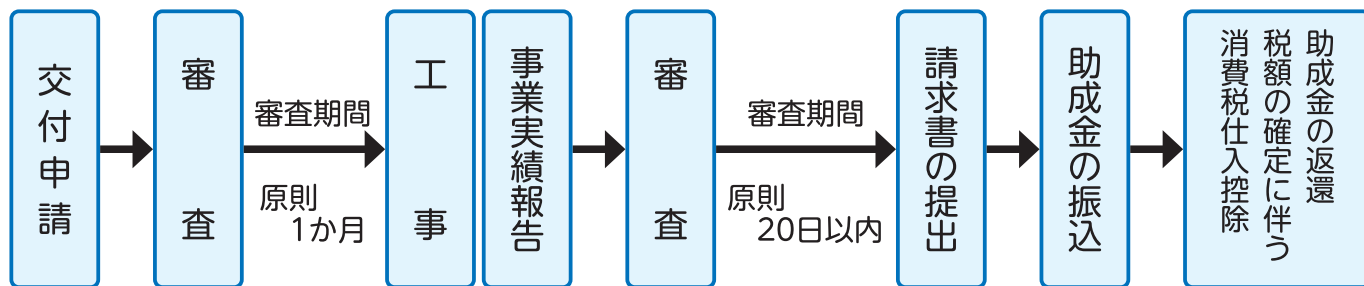 交付申請
審査
審査期間
原則
1か月
工事
事業実績報告
審査
審査期間
原則
20日以内
請求書の提出
助成金の振込
消費税仕入控除
税額の確定に伴う
助成金の返還